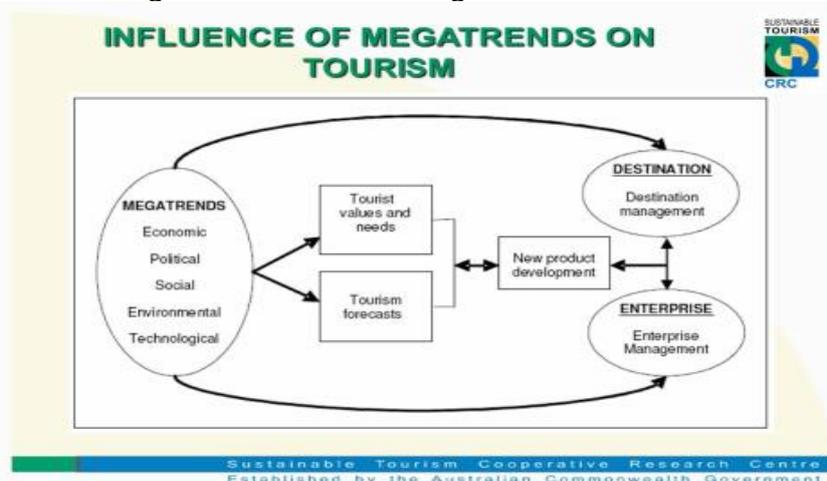 INFLUENCE OF MEGATRENDS ON
TOURISM
SUSTAINABLE
TOURISM
CRC
MEGATRENDS
Economic
Political
Social
Environmental
Technological
Tourist
values and
needs
Tourism
forecasts
New product
development
DESTINATION
Destination
management
ENTERPRISE
Enterprise
Management
Sustainable Tourism Cooperative Research Centre
Established by the Australian Commonwealth Government